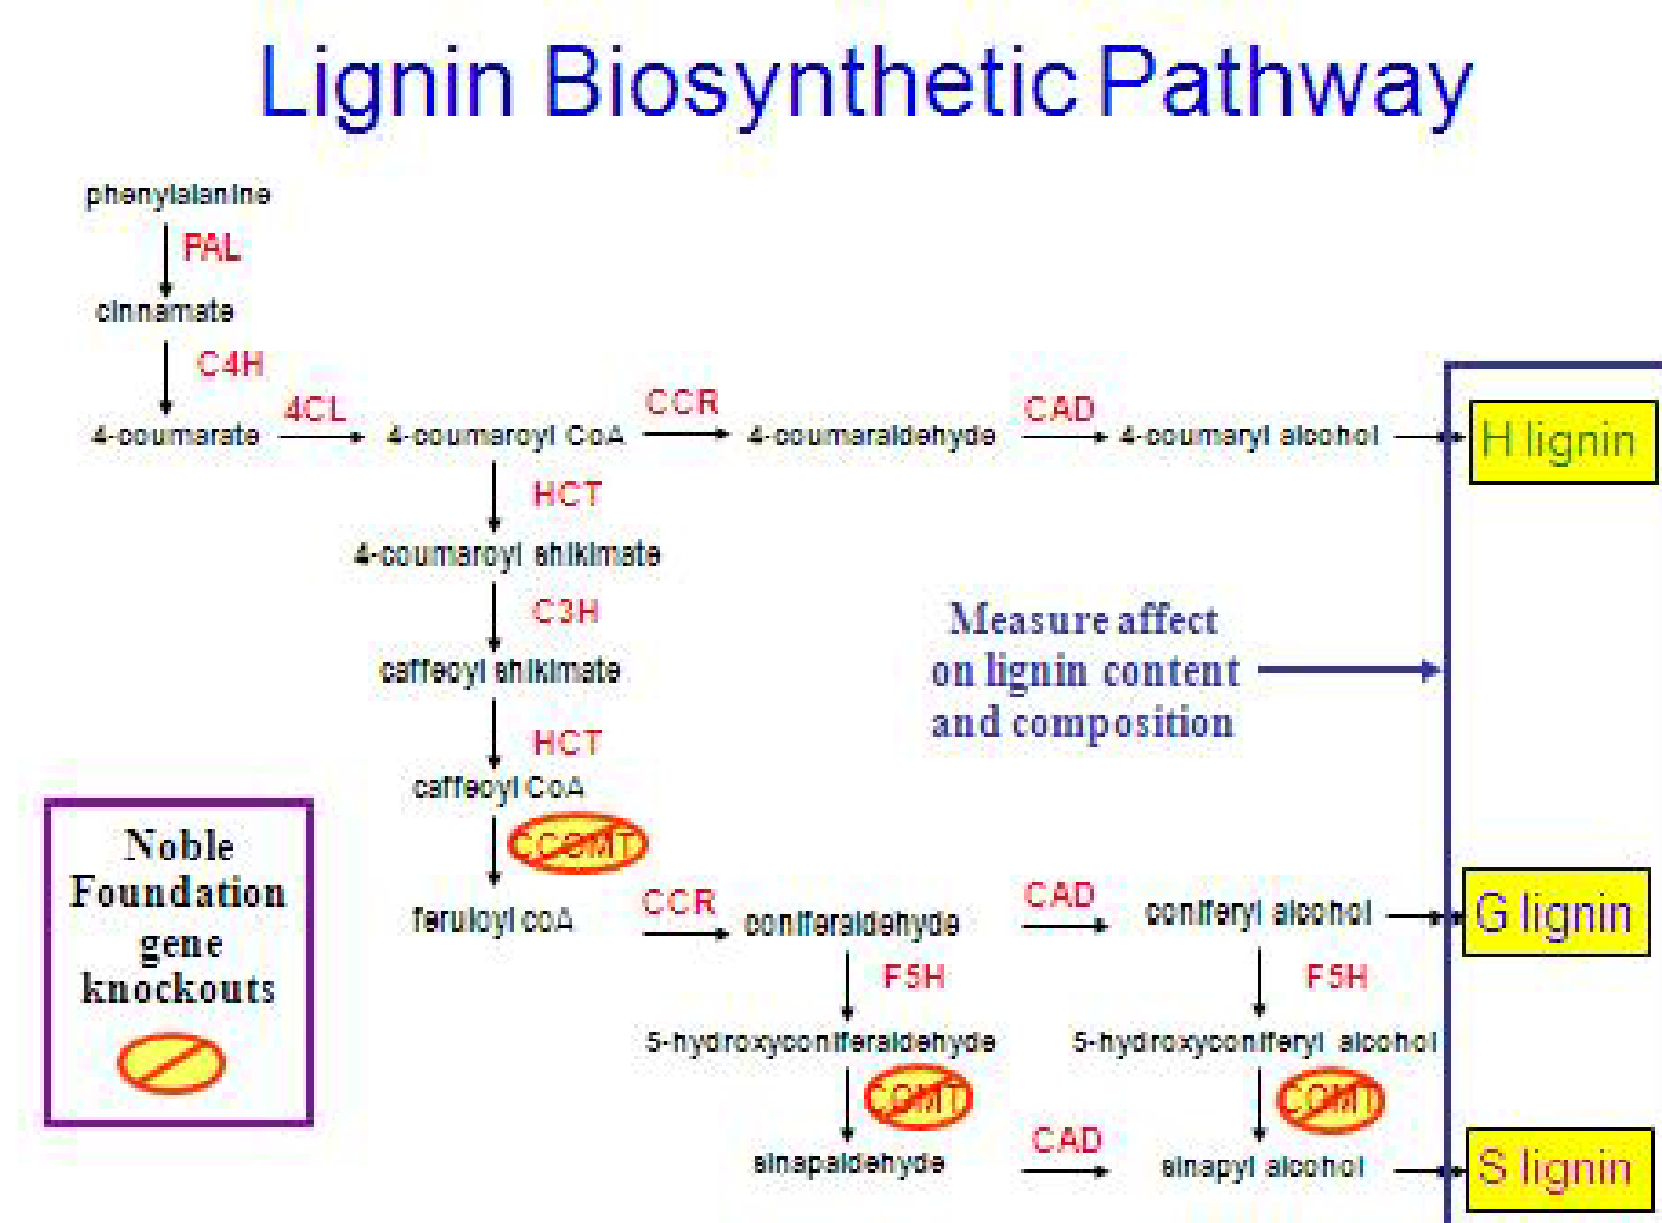 Lignin Biosynthetic Pathway
phenylalanine
PAL
cinnamate
C4H
4-coumarate
4CL
4-coumaroyl CoA
CCR
4-coumaraldehyde
CAD
4-coumaryl alcohol
H lignin
HCT
4-coumaroyl shikimate
C3H
caffeoyl shikimate
HCT
caffeoyl CoA
Measure affect
on lignin content
and composition
Noble
Foundation
gene
knockouts
CCOMT
feruloyl coA
CCR
coniferaldehyde
CAD
coniferyl alcohol
G lignin
F5H
F5H
5-hydroxyconiferaldehyde
5-hydroxyconiferyl alcohol
COMT
COMT
sinapaldehyde
CAD
sinapyl alcohol
S lignin